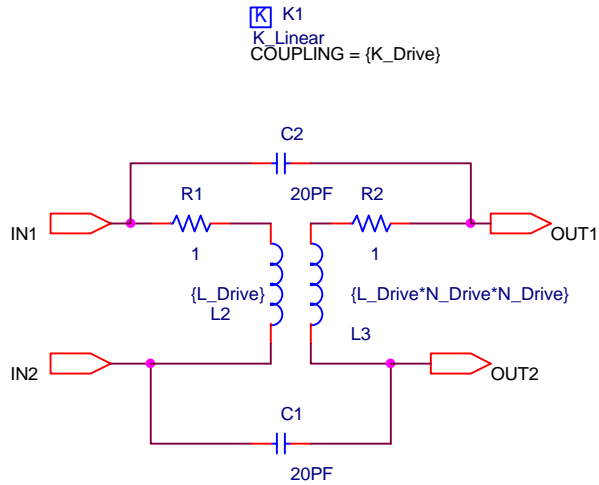 K K1
K_Linear
COUPLING = {K_Drive}
C2
20PF
R1
R2
IN1
OUT1
1
1
{L_Drive}
{L_Drive*N_Drive*N_Drive}
L2
L3
IN2
OUT2
C1
20PF